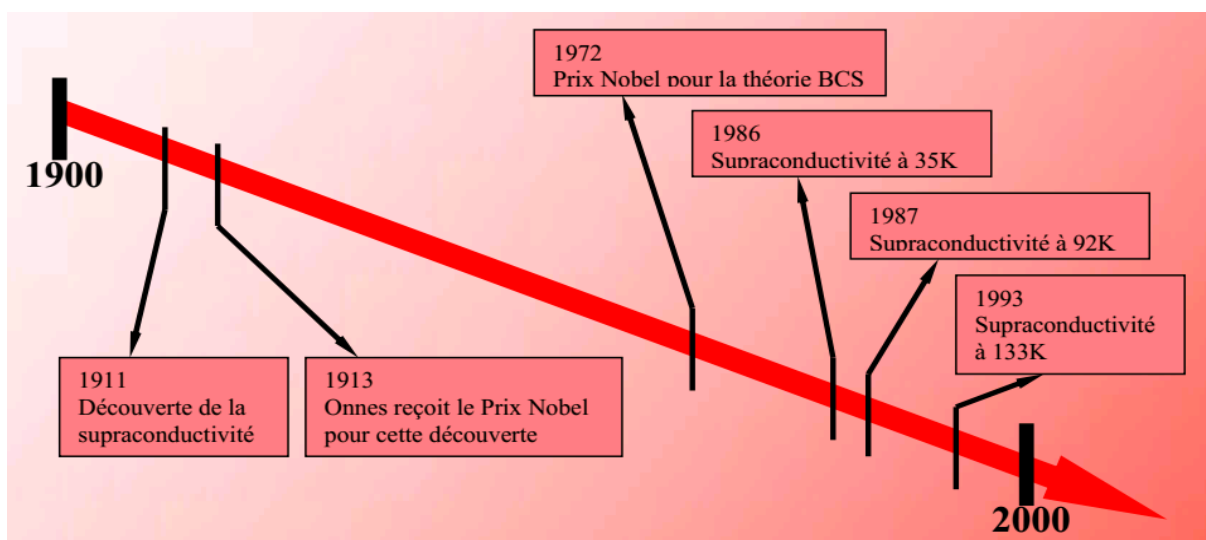 1900
1911
Découverte de la
supraconductivité
1913
Onnes reçoit le Prix Nobel
pour cette découverte
1972
Prix Nobel pour la théorie BCS
1986
Supraconductivité à 35K
1987
Supraconductivité à 92K
1993
Supraconductivité
à 133K
2000